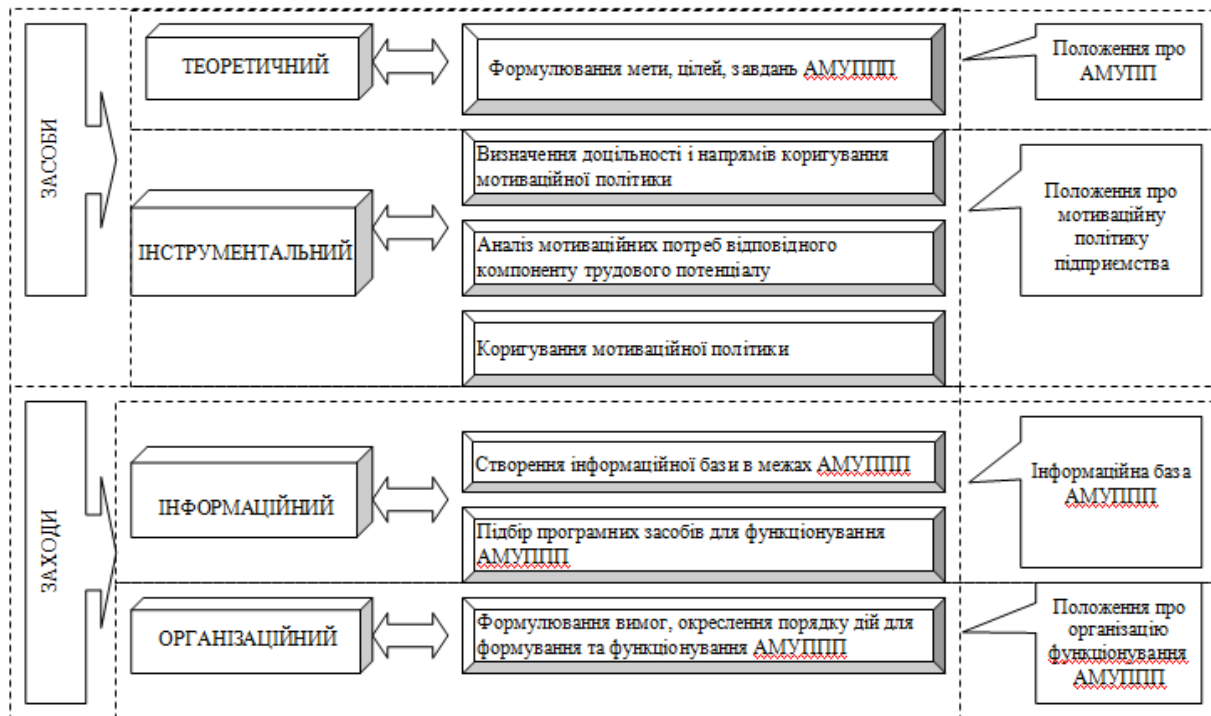 ЗАСОБИ
ТЕОРЕТИЧНИЙ
Формулювання мети, цілей, завдань АМУППП
Положення про
АМУПП
ІНСТРУМЕНТАЛЬНИЙ
Визначення доцільності і напрямів коригування
мотиваційної політики
Аналіз мотиваційних потреб відповідного
компоненту трудового потенціалу
Коригування мотиваційної політики
Положення про
мотиваційну
політику
підприємства
ЗАХОДИ
ІНФОРМАЦІЙНИЙ
Створення інформаційної бази в межах АМУППП
Підбір програмних засобів для функціонування
АМУППП
Інформаційна база
АМУППП
ОРГАНІЗАЦІЙНИЙ
Формулювання вимог, окреслення порядку дій для
формування та функціонування АМУППП
Положення про
організацію
функціонування
АМУППП